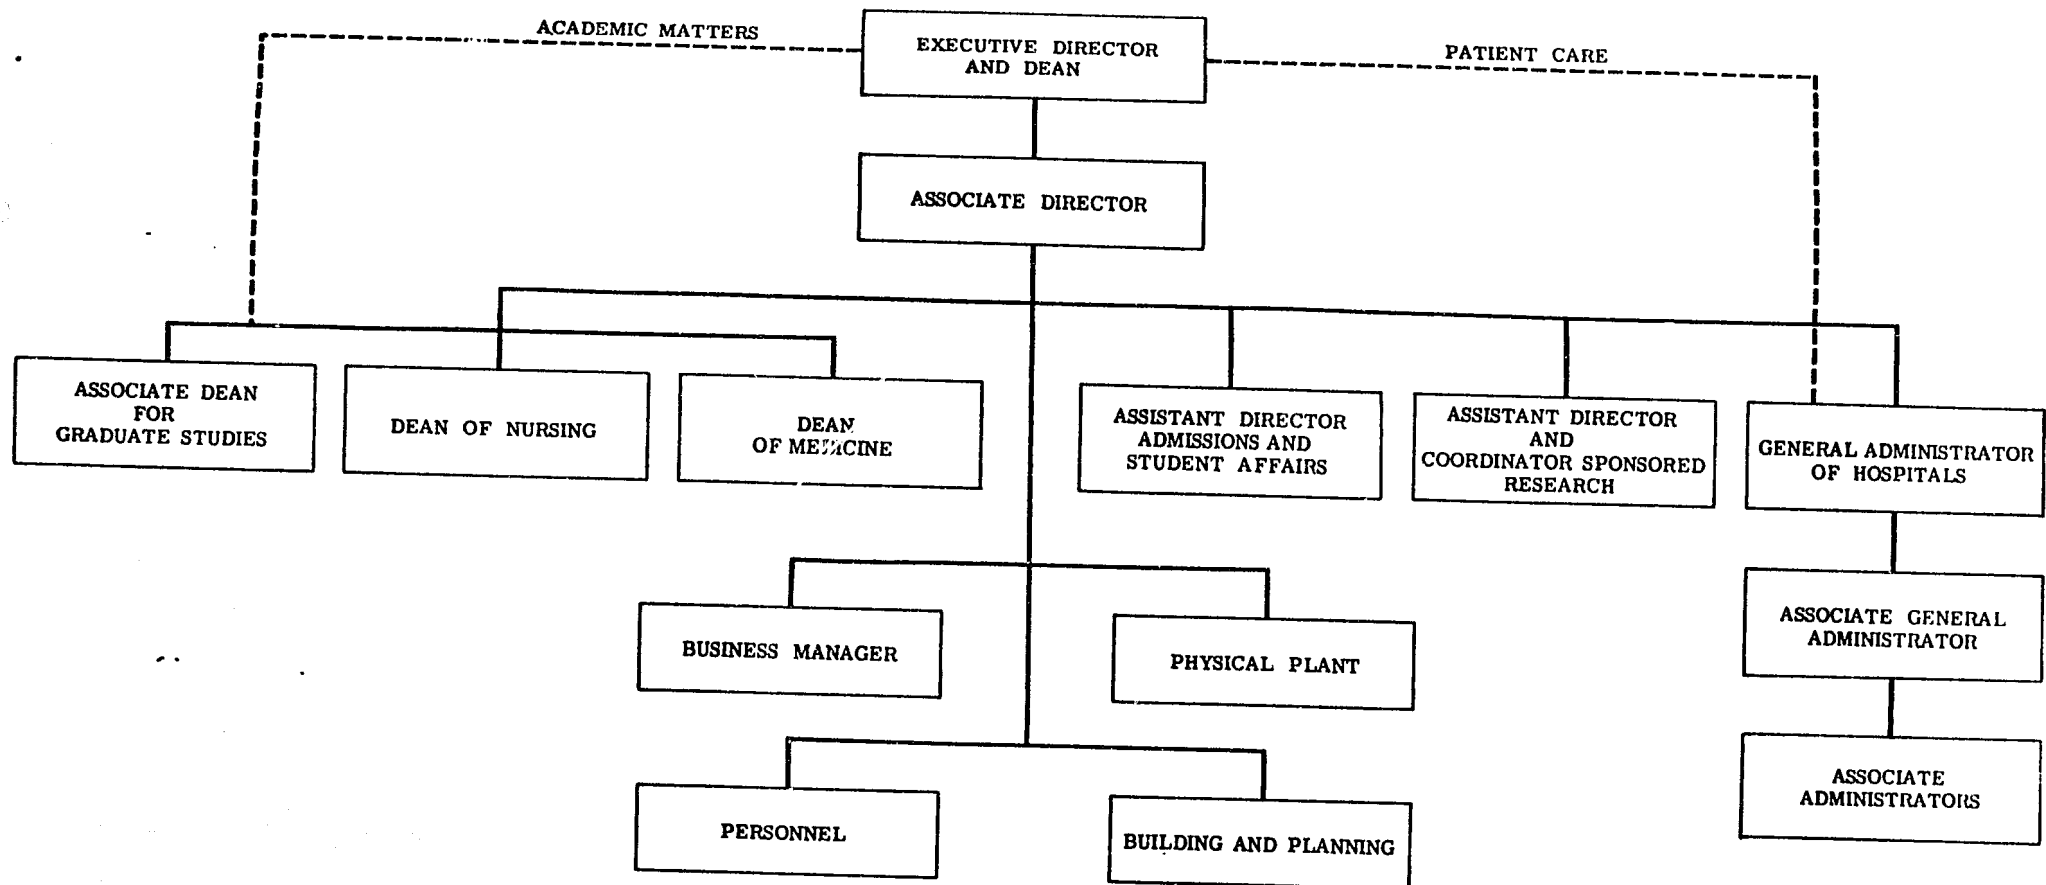 ACADEMIC MATTERS
EXECUTIVE DIRECTOR
AND DEAN
PATIENT CARE
ASSOCIATE DIRECTOR
ASSOCIATE DEAN
FOR
GRADUATE STUDIES
DEAN OF NURSING
DEAN
OF MEDICINE
ASSISTANT DIRECTOR
ADMISSIONS AND
STUDENT AFFAIRS
ASSISTANT DIRECTOR
AND
COORDINATOR SPONSORED
RESEARCH
GENERAL ADMINISTRATOR
OF HOSPITALS
BUSINESS MANAGER
PHYSICAL PLANT
ASSOCIATE GENERAL
ADMINISTRATOR
PERSONNEL
BUILDING AND PLANNING
ASSOCIATE
ADMINISTRATORS